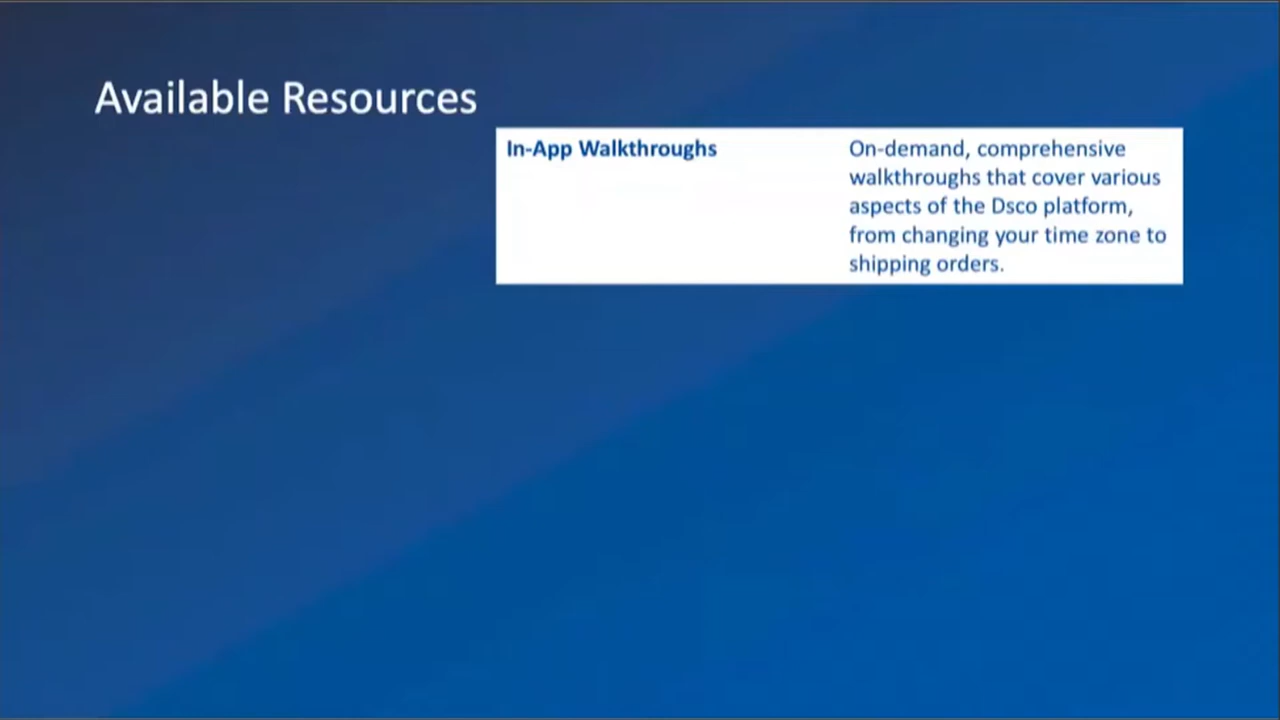 Available Resources
In-App Walkthroughs
On-demand, comprehensive
walkthroughs that cover various
aspects of the Dsco platform,
from changing your time zone to
shipping orders.